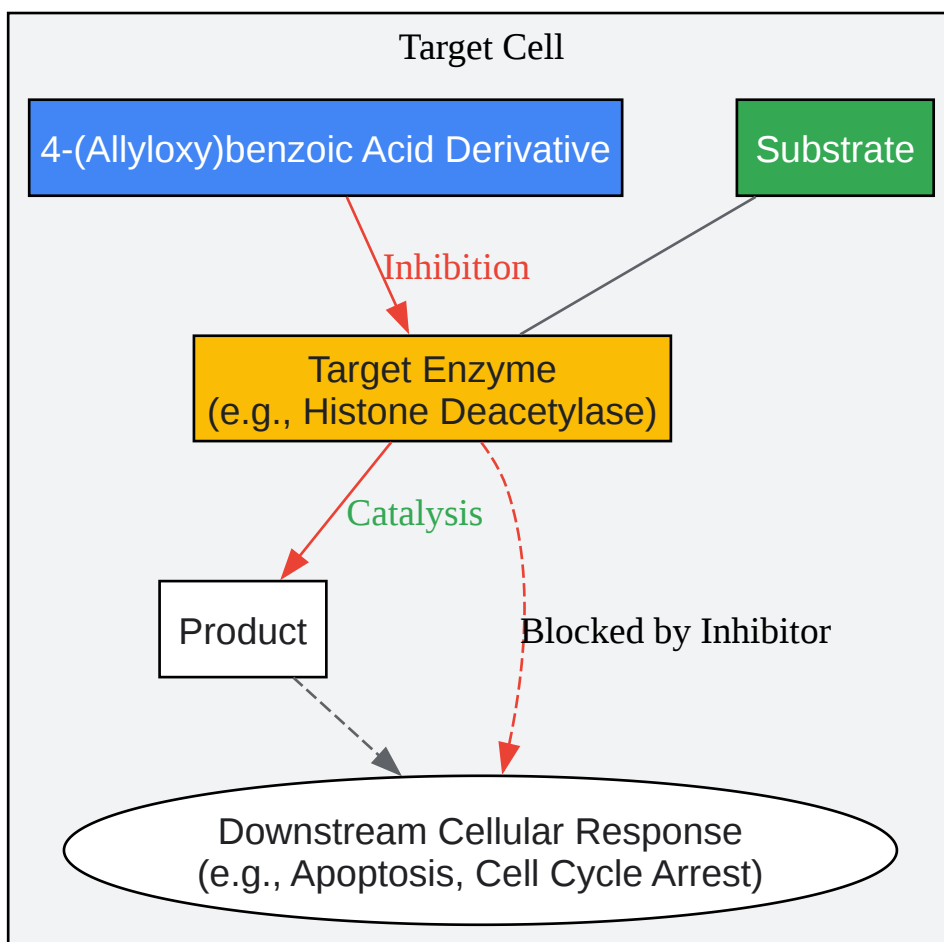 Target Cell
4-(Allyloxy)benzoic Acid Derivative
Substrate
Inhibition
Target Enzyme
(e.g., Histone Deacetylase)
Catalysis
Product
Blocked by Inhibitor
Downstream Cellular Response
(e.g., Apoptosis, Cell Cycle Arrest)